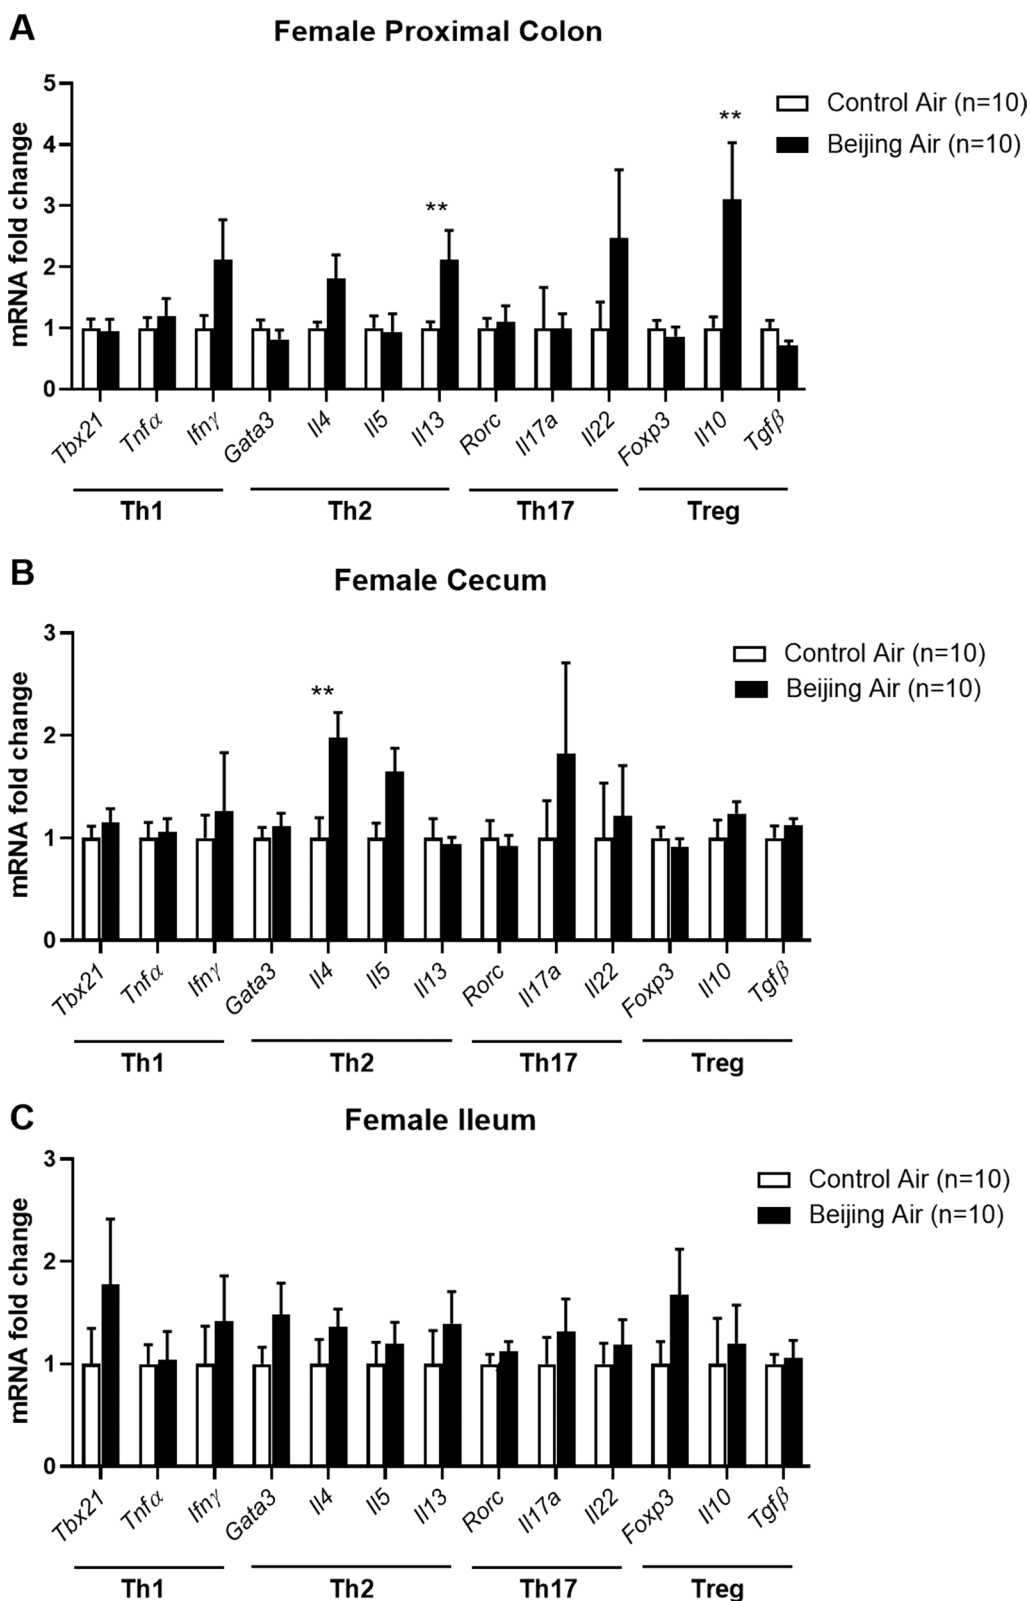 A
Female Proximal Colon
mRNA fold change
5
4
3
2
1
0
**
**
Control Air (n=10)
Beijing Air (n=10)
Tbx21 Tnfα Ifnγ Gata3 Il4 Il5 Il13 Rorc Il17a Il22 Foxp3 Il10 Tgfβ
Th1 Th2 Th17 Treg
B
Female Cecum
mRNA fold change
3
2
1
0
**
Control Air (n=10)
Beijing Air (n=10)
Tbx21 Tnfα Ifnγ Gata3 Il4 Il5 Il13 Rorc Il17a Il22 Foxp3 Il10 Tgfβ
Th1 Th2 Th17 Treg
C
Female Ileum
mRNA fold change
3
2
1
0
Control Air (n=10)
Beijing Air (n=10)
Tbx21 Tnfα Ifnγ Gata3 Il4 Il5 Il13 Rorc Il17a Il22 Foxp3 Il10 Tgfβ
Th1 Th2 Th17 Treg